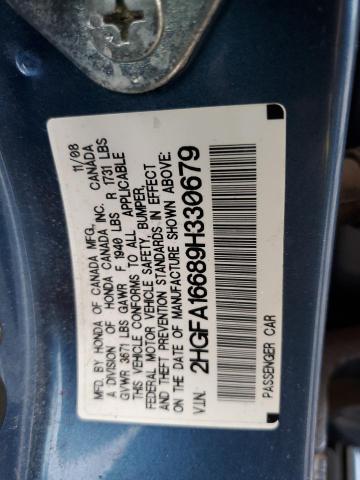 MFD. BY HONDA OF CANADA MFG. 11/08
A DIVISION OF HONDA CANADA INC. CANADA
GVWR 3671 LBS GAWR F 1940 LBS R 1731 LBS
THIS VEHICLE CONFORMS TO ALL APPLICABLE
FEDERAL MOTOR VEHICLE SAFETY, BUMPER,
AND THEFT PREVENTION STANDARDS IN EFFECT
ON THE DATE OF MANUFACTURE SHOWN ABOVE.
V.I.N. 2HGFA16689H330679
PASSENGER CAR